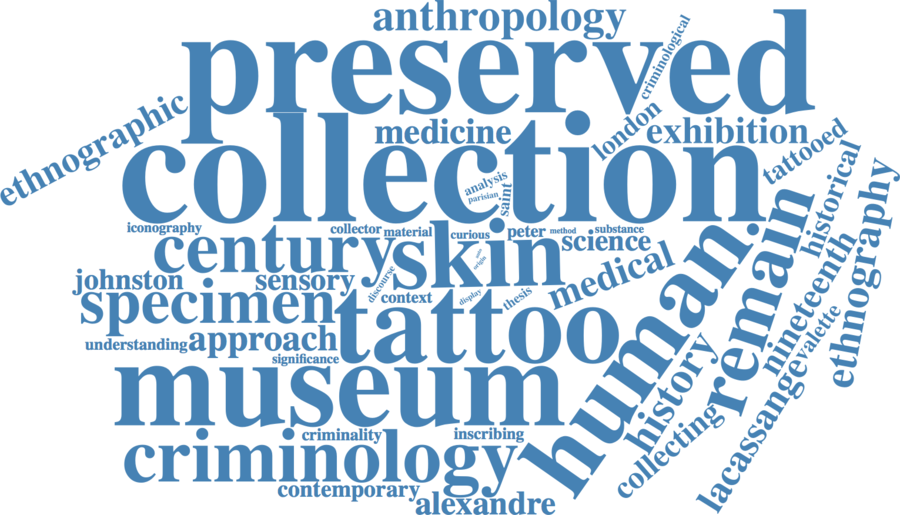 anthropology
preserved
criminological
ethnographic
medicine
london
exhibition
collection
tattooed
analysis
parisian
saint
iconography
collector
material
curious
peter
method
substance
historical
ethnography
century
skin
science
origin
johnston
sensory
discourse
context
display
thesis
medical
human
remain
nineteenth
specimen
tattoo
valette
understanding
approach
significance
history
lacassange
museum
collecting
criminality
inscribing
criminology
contemporary
alexandre